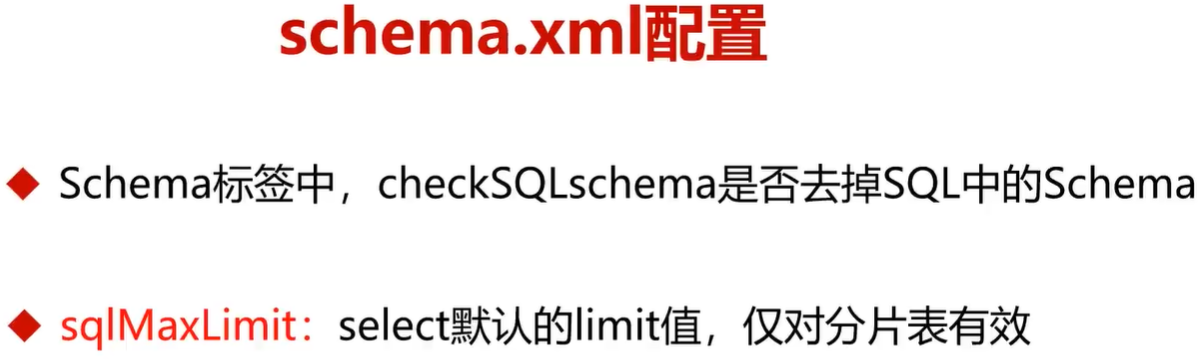 schema.xml配置
Schema标签中，checkSQLschema是否去掉SQL中的Schema
sqlMaxLimit：select默认的limit值，仅对分片表有效